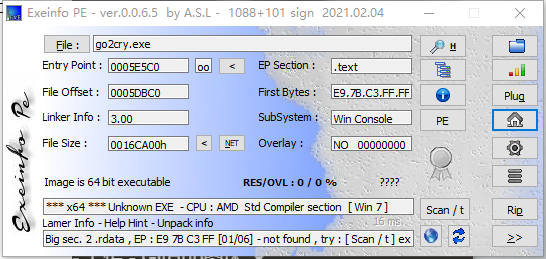 Exeinfo PE - ver.0.0.6.5 by A.S.L - 1088+101 sign 2021.02.04
File : go2cry.exe H
Entry Point : 0005E5C0 oo < EP Section : .text
File Offset : 0005DBC0 First Bytes : E9.7B.C3.FF.FF Plug
Linker Info : 3.00 SubSystem : Win Console PE
File Size : 0016CA00h < NET Overlay : NO 00000000
Image is 64 bit executable RES/OVL : 0 / 0 % ????
*** x64 *** Unknown EXE - CPU : AMD Std Compiler section [ Win 7 ] Scan / t Rip
Lamer Info - Help Hint - Unpack info 16 ms.
Big sec. 2 .rdata , EP : E9 7B C3 FF [01/06] - not found , try : [ Scan / t ] ex >>
Exeinfo Pe